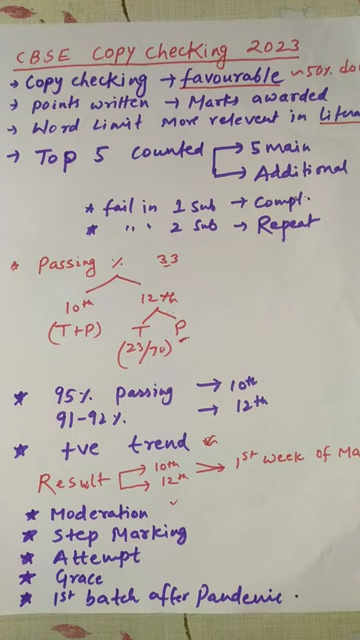 CBSE Copy Checking 2023
→ Copy checking → favourable ~50% do
→ points written → Marks awarded
→ Word Limit More relevent in Litera
→ Top 5 counted → 5 main
→ Additional
* fail in 1 Sub → Compt.
* " " 2 Sub → Repeat
* Passing % 33
10th 12th
(T+P) T P
(23/70)
* 95% passing → 10th
91-92% → 12th
* +ve trend
Result → 10th → 1st week of Ma
→ 12th
* Moderation
* Step Marking
* Attempt
* Grace
* 1st batch after Pandemic.